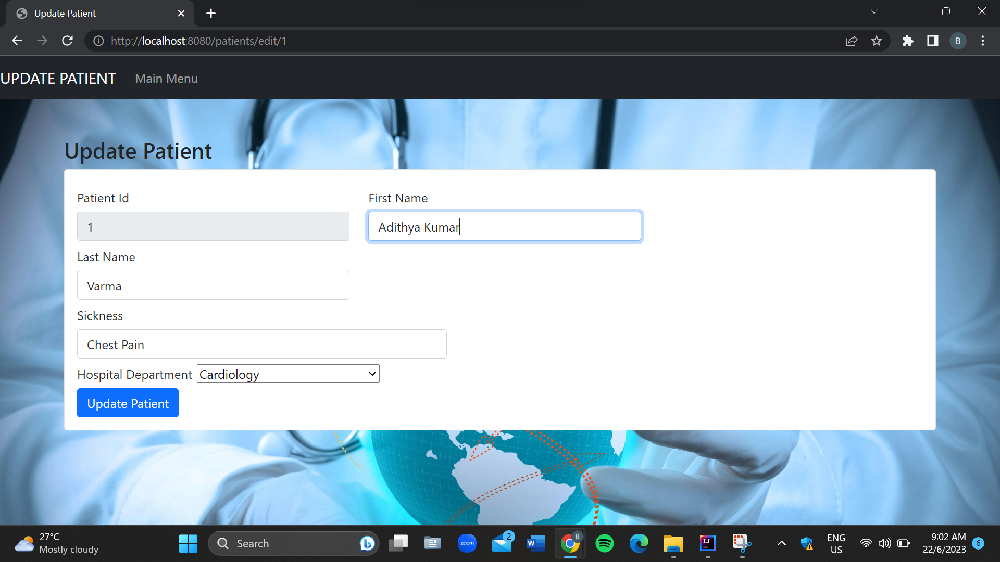 Update Patient
http://localhost:8080/patients/edit/1
B
UPDATE PATIENT Main Menu
Update Patient
Patient Id First Name
1 Adithya Kumar
Last Name
Varma
Sickness
Chest Pain
Hospital Department Cardiology
Update Patient
27°C
Mostly cloudy
Search
zoom
2
W
B
IJ
ENG
US
9:02 AM
22/6/2023
6